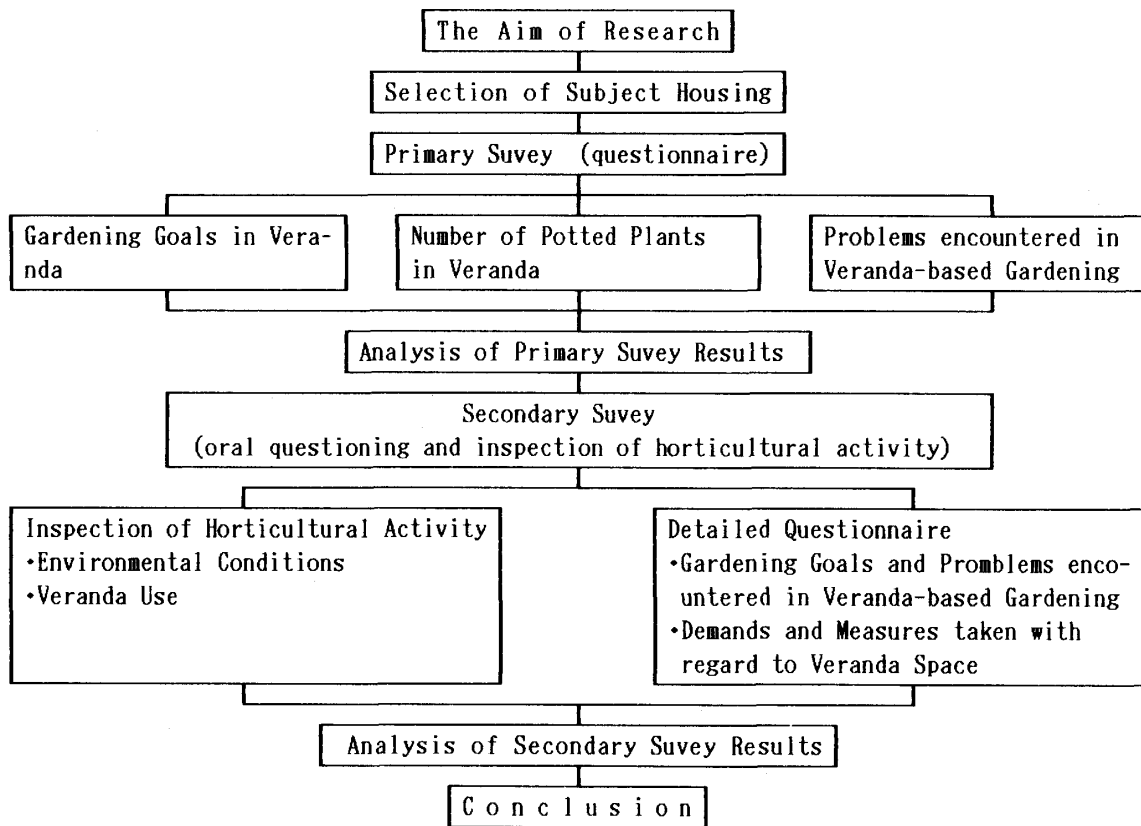 The Aim of Research
Selection of Subject Housing
Primary Suvey (questionnaire)
Gardening Goals in Vera-
nda
Number of Potted Plants
in Veranda
Problems encountered in
Veranda-based Gardening
Analysis of Primary Suvey Results
Secondary Suvey
(oral questioning and inspection of horticultural activity)
Inspection of Horticultural Activity
・Environmental Conditions
・Veranda Use
Detailed Questionnaire
・Gardening Goals and Promblems enco-
untered in Veranda-based Gardening
・Demands and Measures taken with
regard to Veranda Space
Analysis of Secondary Suvey Results
Conclusion